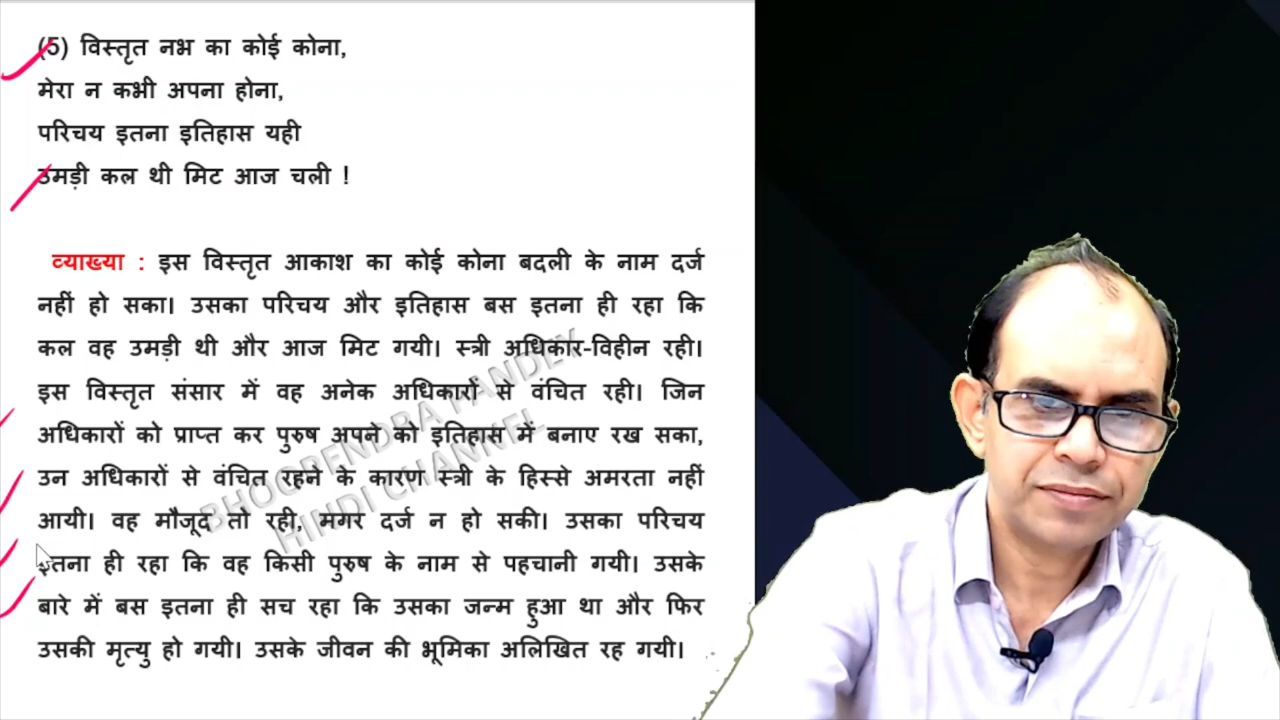 (5) विस्तृत नभ का कोई कोना,
मेरा न कभी अपना होना,
परिचय इतना इतिहास यही
उमड़ी कल थी मिट आज चली !
व्याख्या : इस विस्तृत आकाश का कोई कोना बदली के नाम दर्ज
नहीं हो सका। उसका परिचय और इतिहास बस इतना ही रहा कि
कल वह उमड़ी थी और आज मिट गयी। स्त्री अधिकार-विहीन रही।
इस विस्तृत संसार में वह अनेक अधिकारों से वंचित रही। जिन
अधिकारों को प्राप्त कर पुरुष अपने को इतिहास में बनाए रख सका,
उन अधिकारों से वंचित रहने के कारण स्त्री के हिस्से अमरता नहीं
आयी। वह मौजूद तो रही, मगर दर्ज न हो सकी। उसका परिचय
इतना ही रहा कि वह किसी पुरुष के नाम से पहचानी गयी। उसके
बारे में बस इतना ही सच रहा कि उसका जन्म हुआ था और फिर
उसकी मृत्यु हो गयी। उसके जीवन की भूमिका अलिखित रह गयी।
BHOOPENDRA PANDEY
HINDI CHANNEL